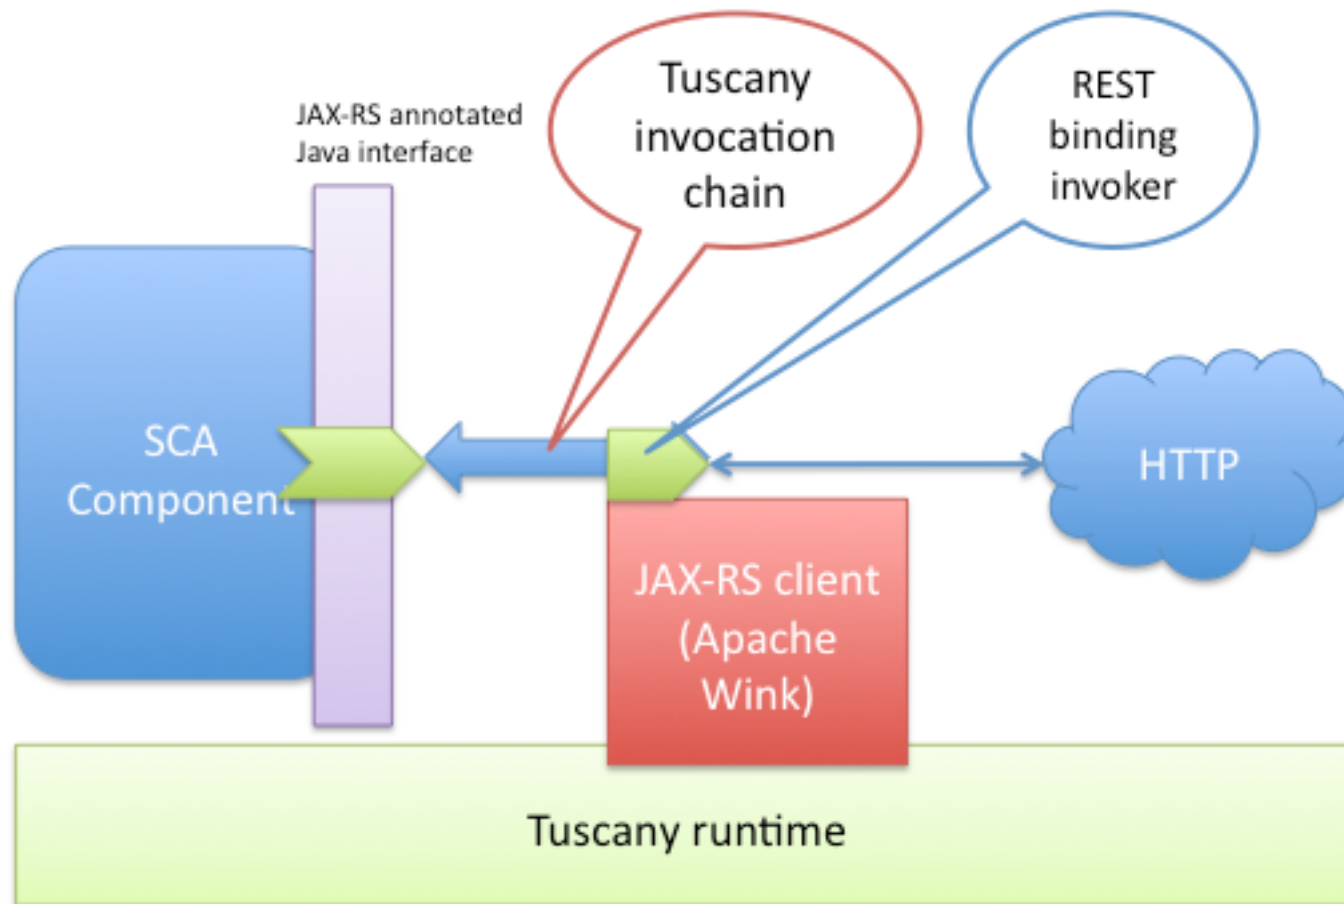 JAX-RS annotated
Java interface
Tuscany
invocation
chain
REST
binding
invoker
SCA
Component
HTTP
JAX-RS client
(Apache
Wink)
Tuscany runtime